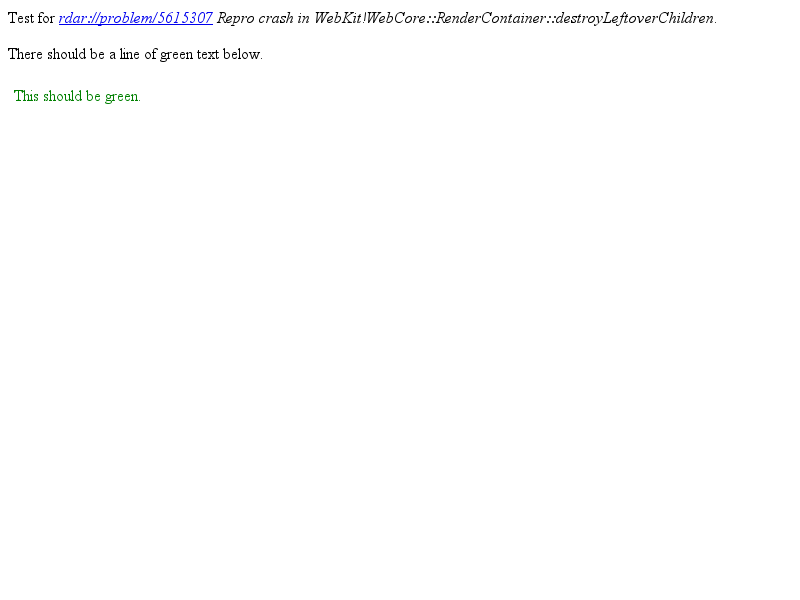 Test for rdar://problem/5615307 Repro crash in WebKit!WebCore::RenderContainer::destroyLeftoverChildren.
There should be a line of green text below.
This should be green.